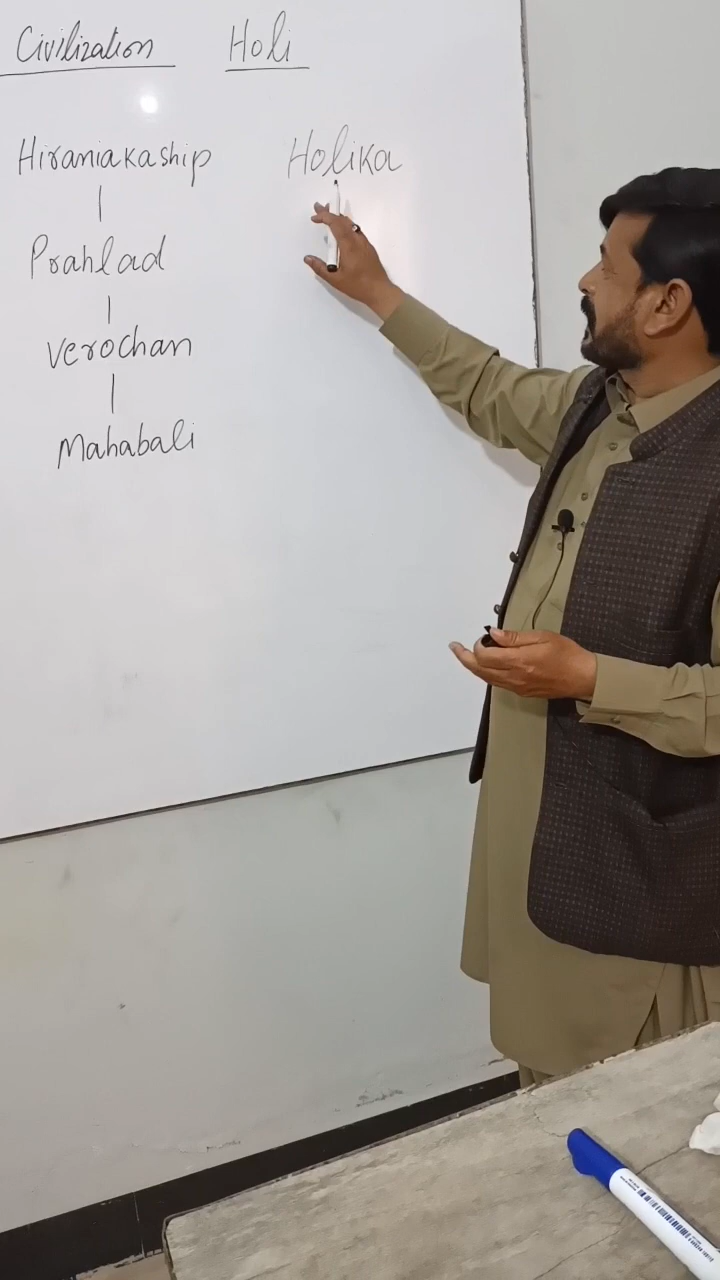 Civilization Holi
Hiraniakaship Holika
Prahlad
Verochan
Mahabali